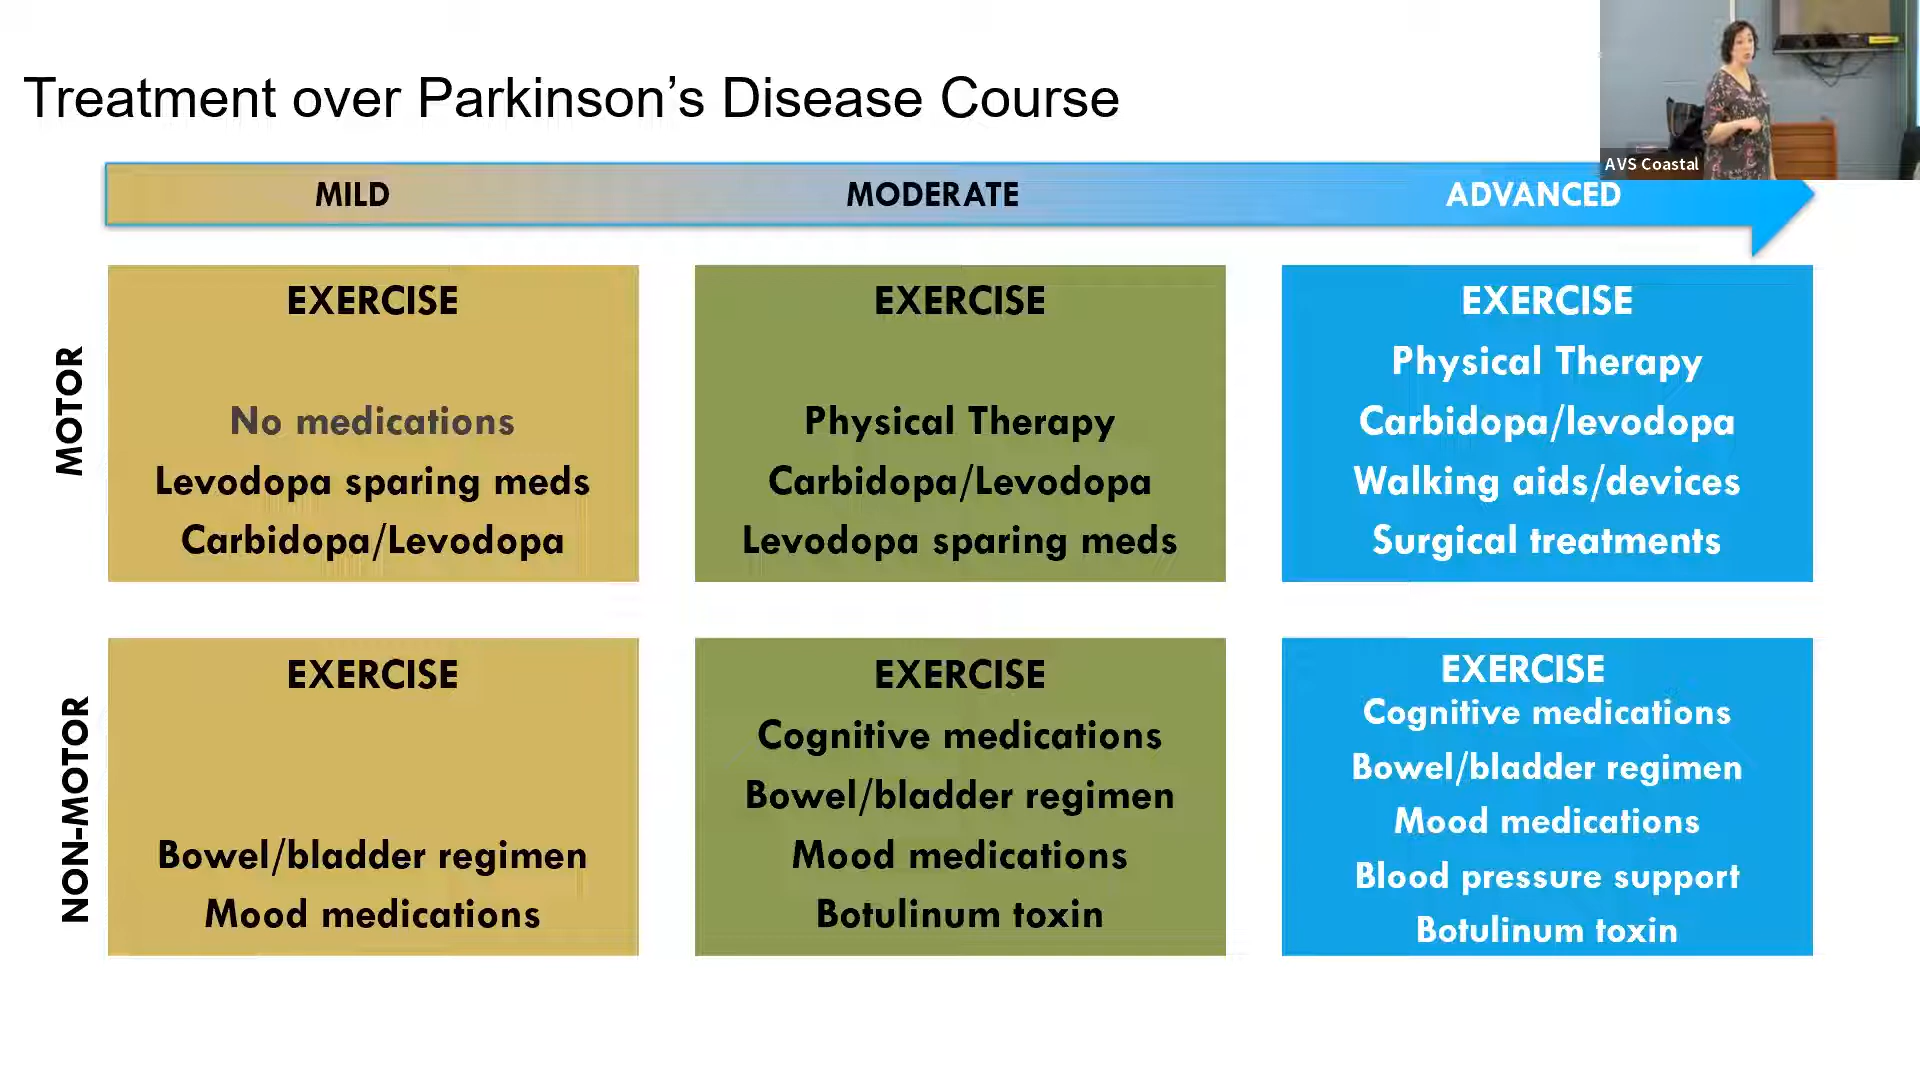 Treatment over Parkinson’s Disease Course
AVS Coastal
MILD
MODERATE
ADVANCED
MOTOR
EXERCISE
No medications
Levodopa sparing meds
Carbidopa/Levodopa
EXERCISE
Physical Therapy
Carbidopa/Levodopa
Levodopa sparing meds
EXERCISE
Physical Therapy
Carbidopa/levodopa
Walking aids/devices
Surgical treatments
NON-MOTOR
EXERCISE
Bowel/bladder regimen
Mood medications
EXERCISE
Cognitive medications
Bowel/bladder regimen
Mood medications
Botulinum toxin
EXERCISE
Cognitive medications
Bowel/bladder regimen
Mood medications
Blood pressure support
Botulinum toxin